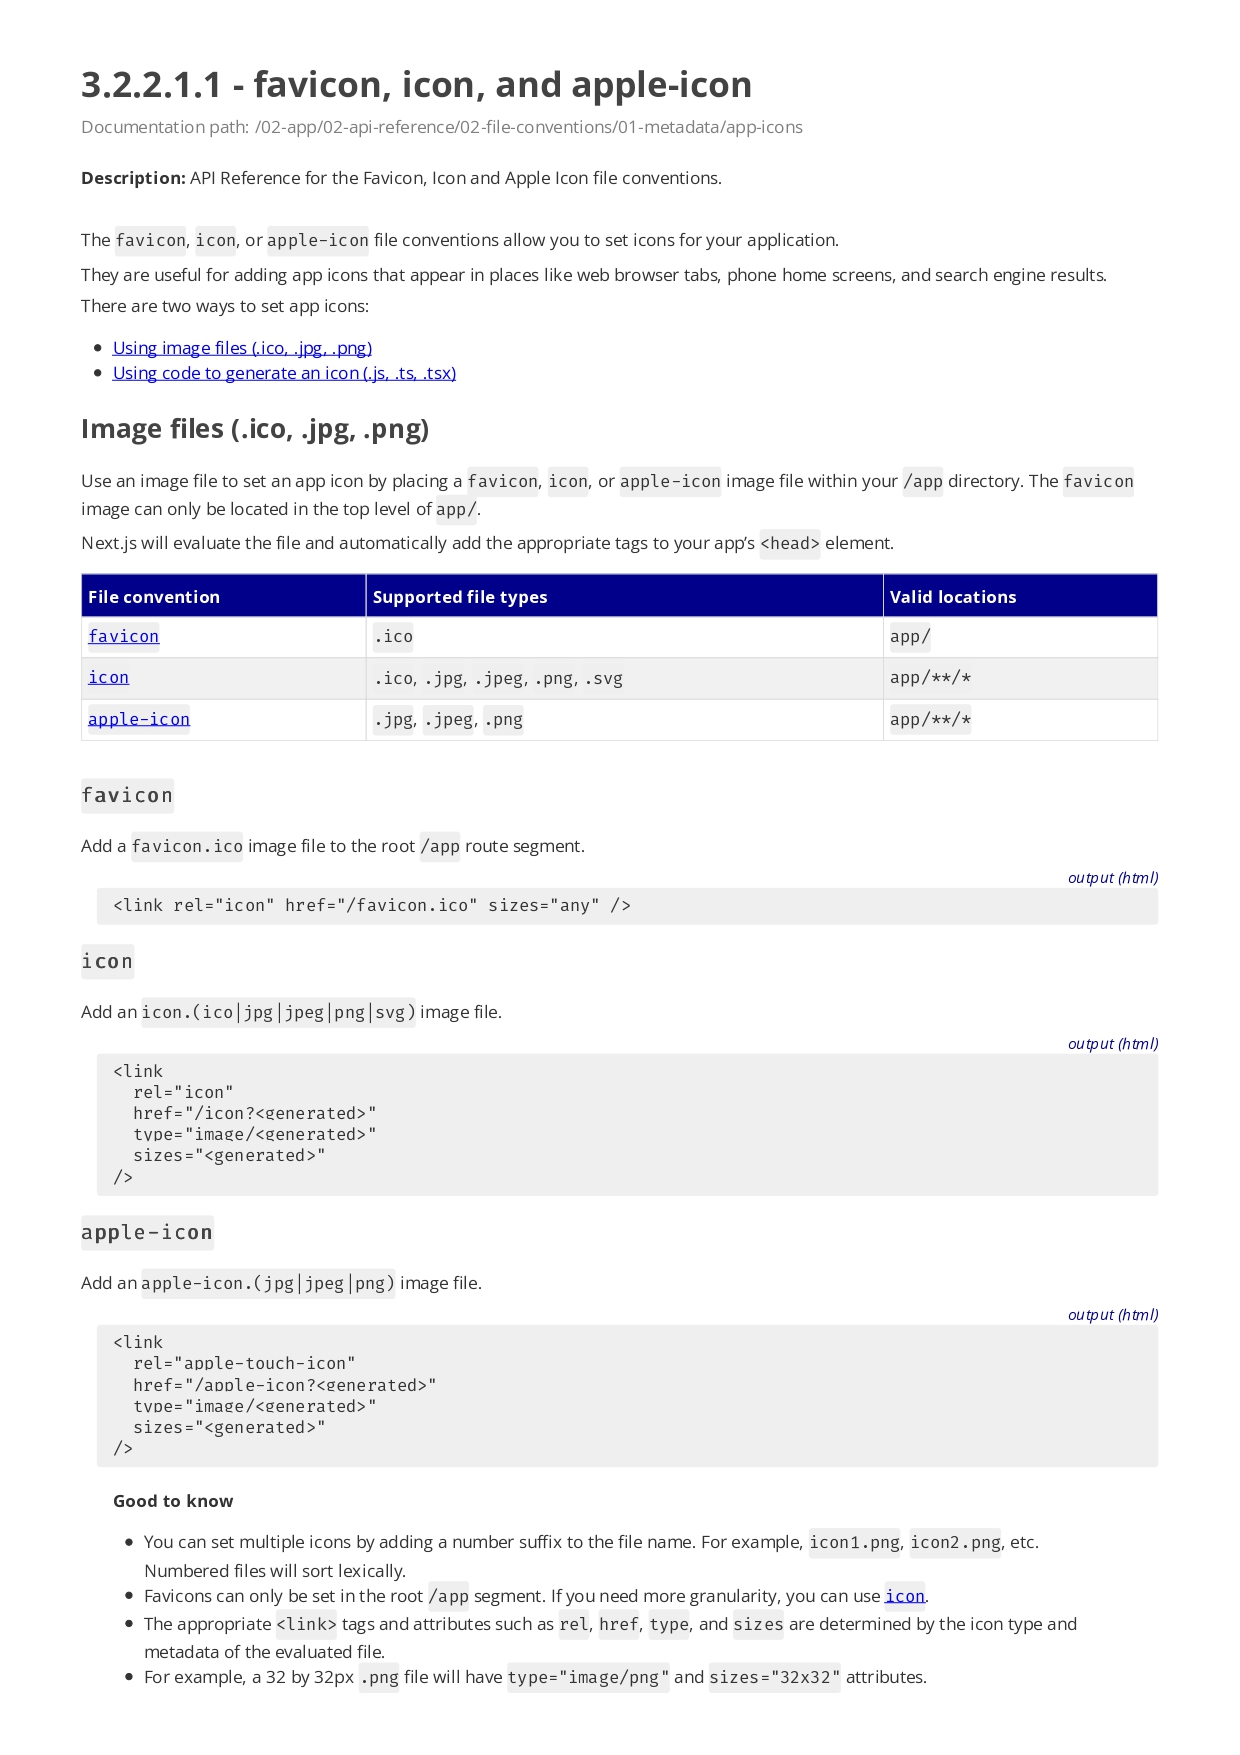 3.2.2.1.1 - favicon, icon, and apple-icon
Documentation path: /02-app/02-api-reference/02-file-conventions/01-metadata/app-icons
Description: API Reference for the Favicon, Icon and Apple Icon file conventions.
The favicon, icon, or apple-icon file conventions allow you to set icons for your application.
They are useful for adding app icons that appear in places like web browser tabs, phone home screens, and search engine results.
There are two ways to set app icons:
• Using image files (.ico, .jpg, .png)
• Using code to generate an icon (.js, .ts, .tsx)
Image files (.ico, .jpg, .png)
Use an image file to set an app icon by placing a favicon, icon, or apple-icon image file within your /app directory. The favicon
image can only be located in the top level of app/.
Next.js will evaluate the file and automatically add the appropriate tags to your app’s <head> element.
File convention Supported file types Valid locations
favicon .ico app/
icon .ico, .jpg, .jpeg, .png, .svg app/**/*
apple-icon .jpg, .jpeg, .png app/**/*
favicon
Add a favicon.ico image file to the root /app route segment.
output (html)
<link rel="icon" href="/favicon.ico" sizes="any" />
icon
Add an icon.(ico|jpg|jpeg|png|svg) image file.
output (html)
<link
  rel="icon"
  href="/icon?<generated>"
  type="image/<generated>"
  sizes="<generated>"
/>
apple-icon
Add an apple-icon.(jpg|jpeg|png) image file.
output (html)
<link
  rel="apple-touch-icon"
  href="/apple-icon?<generated>"
  type="image/<generated>"
  sizes="<generated>"
/>
Good to know
• You can set multiple icons by adding a number suffix to the file name. For example, icon1.png, icon2.png, etc.
Numbered files will sort lexically.
• Favicons can only be set in the root /app segment. If you need more granularity, you can use icon.
• The appropriate <link> tags and attributes such as rel, href, type, and sizes are determined by the icon type and
metadata of the evaluated file.
• For example, a 32 by 32px .png file will have type="image/png" and sizes="32x32" attributes.